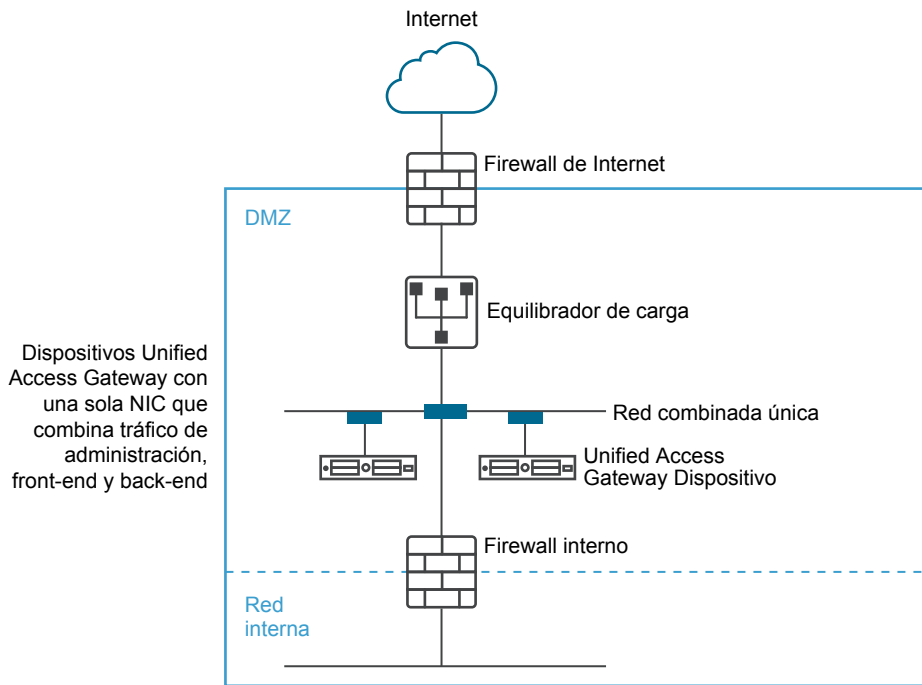 Internet
Firewall de Internet
DMZ
Equilibrador de carga
Dispositivos Unified
Access Gateway con
una sola NIC que
combina tráfico de
administración,
front-end y back-end
Red combinada única
Unified Access
Gateway Dispositivo
Firewall interno
Red
interna